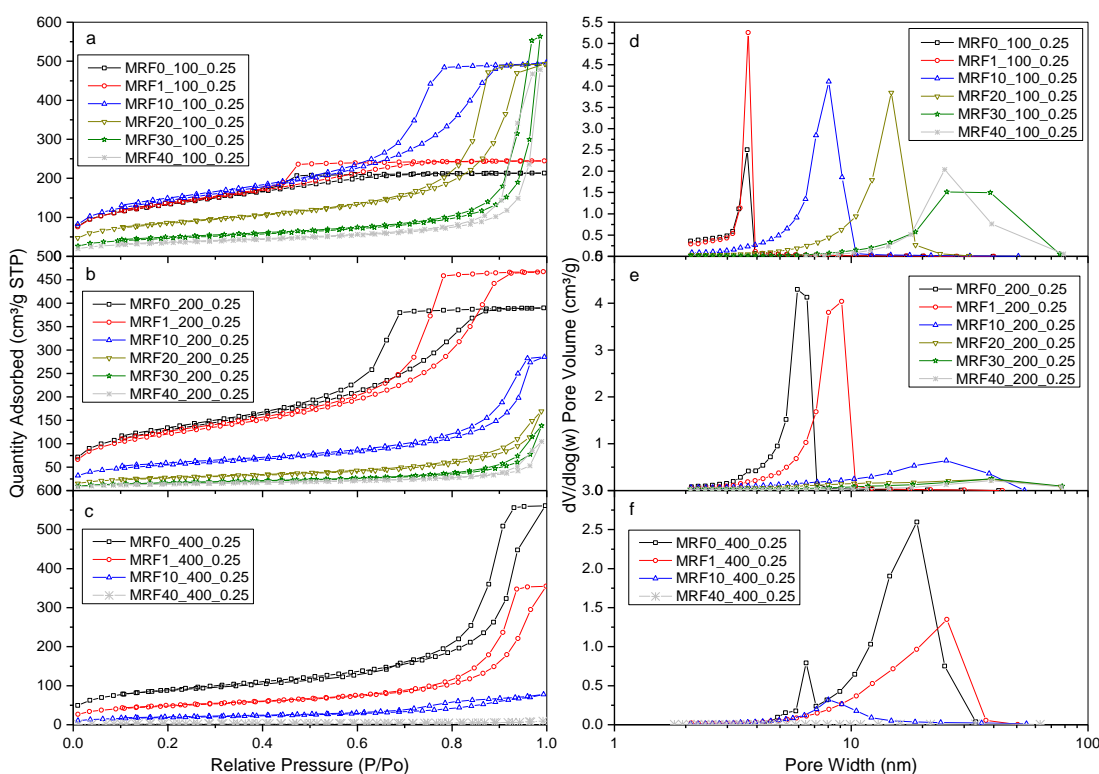 a
MRF0_100_0.25
MRF1_100_0.25
MRF10_100_0.25
MRF20_100_0.25
MRF30_100_0.25
MRF40_100_0.25
600
500
400
300
200
100
b
MRF0_200_0.25
MRF1_200_0.25
MRF10_200_0.25
MRF20_200_0.25
MRF30_200_0.25
MRF40_200_0.25
500
450
400
350
300
250
200
150
100
50
c
MRF0_400_0.25
MRF1_400_0.25
MRF10_400_0.25
MRF40_400_0.25
600
500
400
300
200
100
0
0.0 0.2 0.4 0.6 0.8 1.0
Quantity Adsorbed (cm³/g STP)
Relative Pressure (P/Po)
d
MRF0_100_0.25
MRF1_100_0.25
MRF10_100_0.25
MRF20_100_0.25
MRF30_100_0.25
MRF40_100_0.25
5.5
5.0
4.5
4.0
3.5
3.0
2.5
2.0
1.5
1.0
0.5
e
MRF0_200_0.25
MRF1_200_0.25
MRF10_200_0.25
MRF20_200_0.25
MRF30_200_0.25
MRF40_200_0.25
4
3
2
1
f
MRF0_400_0.25
MRF1_400_0.25
MRF10_400_0.25
MRF40_400_0.25
3.0
2.5
2.0
1.5
1.0
0.5
0.0
1 10 100
dV/dlog(w) Pore Volume (cm³/g)
Pore Width (nm)